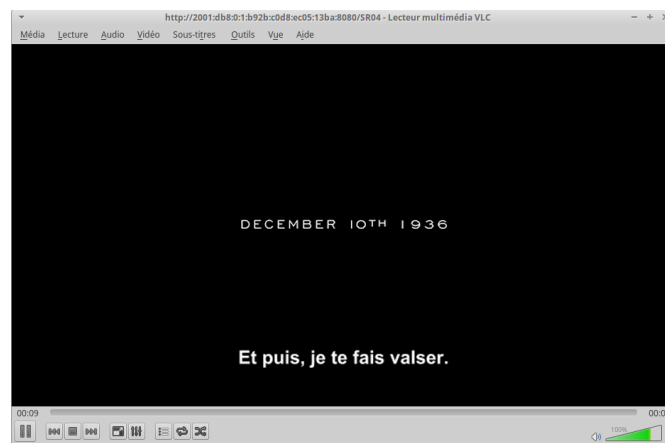 http://2001:db8:0:1:b92b:c0d8:ec05:13ba:8080/SR04 - Lecteur multimédia VLC
Média Lecture Audio Vidéo Sous-titres Outils Vue Aide
DECEMBER 10TH 1936
Et puis, je te fais valser.
00:09
100%